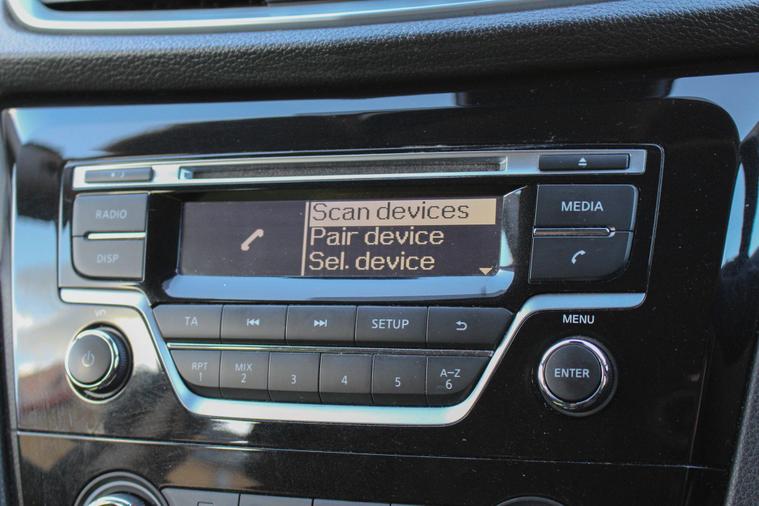 RADIO
DISP
Scan devices
Pair device
Sel. device
MEDIA
TA
SETUP
MENU
RPT
1
MIX
2
3
4
5
A-Z
6
ENTER